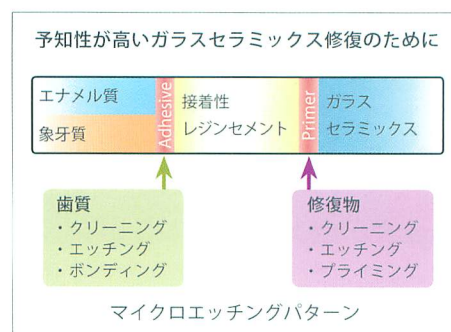 予知性が高いガラスセラミックス修復のために
エナメル質
象牙質
Adhesive
接着性
レジンセメント
Primer
ガラス
セラミックス
歯質
・クリーニング
・エッチング
・ボンディング
修復物
・クリーニング
・エッチング
・プライミング
マイクロエッチングパターン